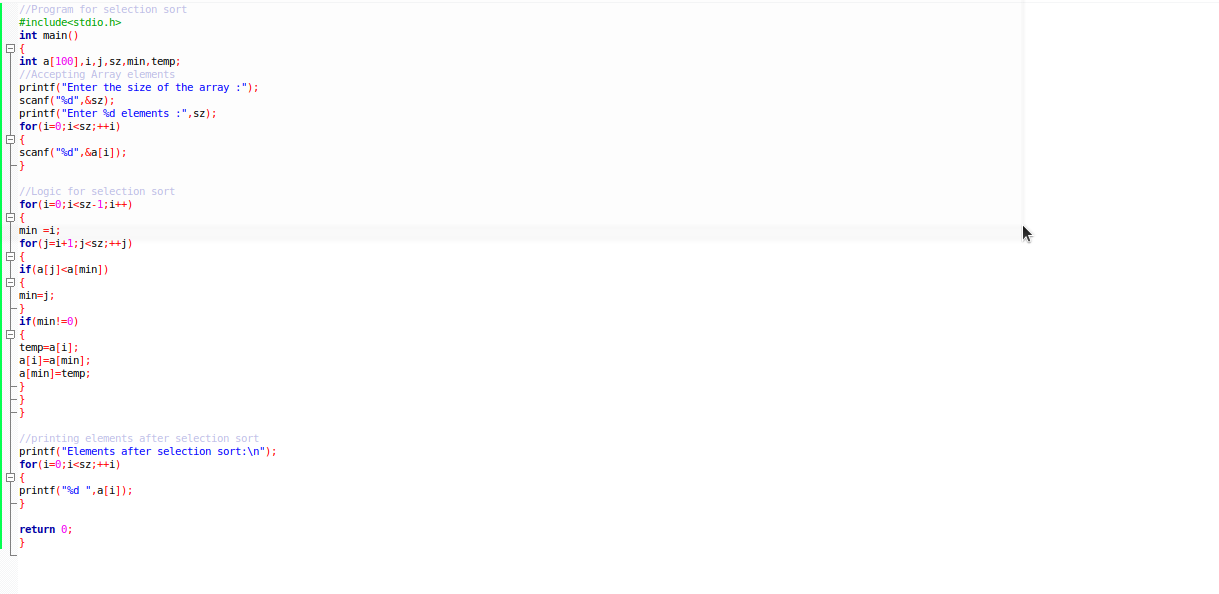 //Program for selection sort
#include<stdio.h>
int main()
{
int a[100],i,j,sz,min,temp;
//Accepting Array elements
printf("Enter the size of the array :");
scanf("%d",&sz);
printf("Enter %d elements :",sz);
for(i=0;i<sz;++i)
{
scanf("%d",&a[i]);
}
//Logic for selection sort
for(i=0;i<sz-1;i++)
{
min =i;
for(j=i+1;j<sz;++j)
{
if(a[j]<a[min])
{
min=j;
}
if(min!=0)
{
temp=a[i];
a[i]=a[min];
a[min]=temp;
}
}
}
//printing elements after selection sort
printf("Elements after selection sort:\n");
for(i=0;i<sz;++i)
{
printf("%d ",a[i]);
}
return 0;
}